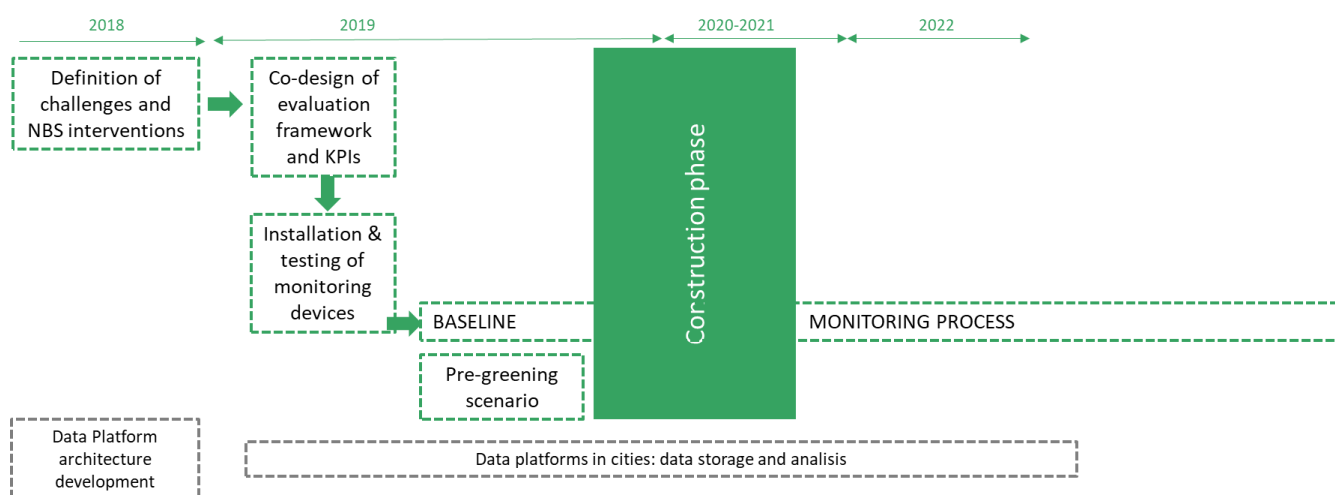 2018
2019
2020-2021
2022
Definition of
challenges and
NBS interventions
Co-design of
evaluation
framework
and KPIs
Installation &
testing of
monitoring
devices
BASELINE
Pre-greening
scenario
Construction phase
MONITORING PROCESS
Data Platform
architecture
development
Data platforms in cities: data storage and analisis